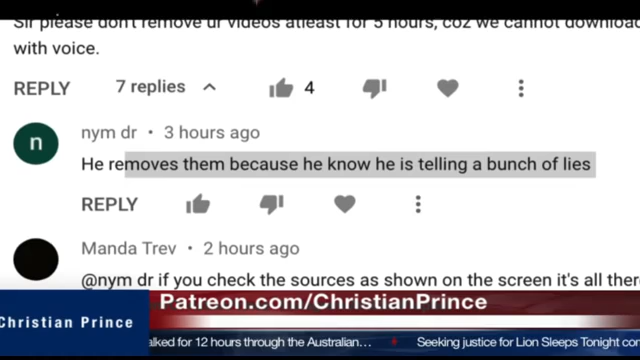 Sir please don't remove ur videos atleast for 5 hours, coz we cannot download
with voice.
REPLY 7 replies 4
n
nym dr • 3 hours ago
He removes them because he know he is telling a bunch of lies
REPLY
Manda Trev • 2 hours ago
@nym dr if you check the sources as shown on the screen it's all
Patreon.com/ChristianPrince
Christian Prince
alked for 12 hours through the Australian... Seeking justice for Lion Sleeps Tonight